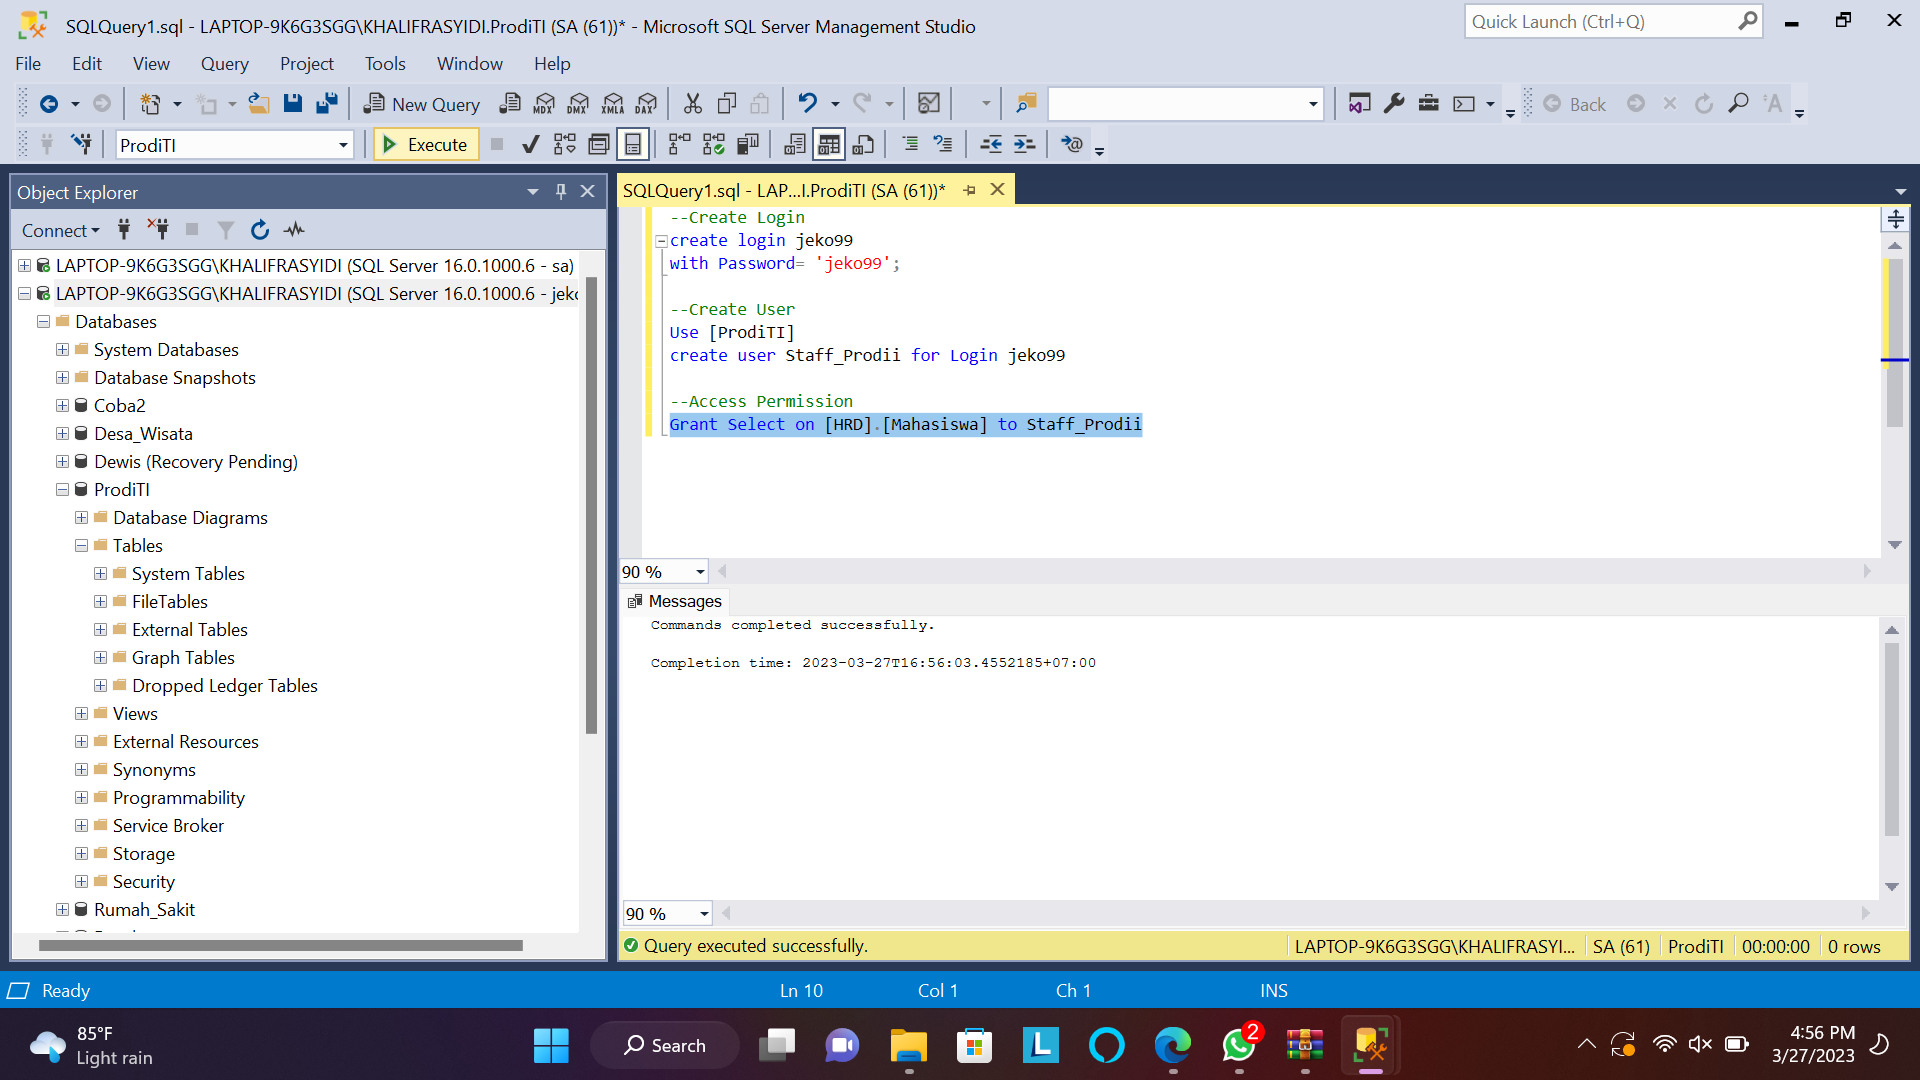 SQLQuery1.sql - LAPTOP-9K6G3SGG\KHALIFRASYIDI.ProdiTI (SA (61))* - Microsoft SQL Server Management Studio
Quick Launch (Ctrl+Q)
File Edit View Query Project Tools Window Help
New Query MDX DMX XMLA DAX Back
ProdiTI Execute
Object Explorer
Connect
LAPTOP-9K6G3SGG\KHALIFRASYIDI (SQL Server 16.0.1000.6 - sa)
LAPTOP-9K6G3SGG\KHALIFRASYIDI (SQL Server 16.0.1000.6 -
Databases
System Databases
Database Snapshots
Coba2
Desa_Wisata
Dewis (Recovery Pending)
ProdiTI
Database Diagrams
Tables
System Tables
FileTables
External Tables
Graph Tables
Dropped Ledger Tables
Views
External Resources
Synonyms
Programmability
Service Broker
Storage
Security
Rumah_Sakit
SQLQuery1.sql - LAP...I.ProdiTI (SA (61))*
--Create Login
create login jeko99
with Password= 'jeko99';
--Create User
Use [ProdiTI]
create user Staff_Prodii for Login jeko99
--Access Permission
Grant Select on [HRD].[Mahasiswa] to Staff_Prodii
90 %
Messages
Commands completed successfully.
Completion time: 2023-03-27T16:56:03.4552185+07:00
90 %
Query executed successfully. LAPTOP-9K6G3SGG\KHALIFRASYI... SA (61) ProdiTI 00:00:00 0 rows
Ready Ln 10 Col 1 Ch 1 INS
85°F
Light rain
Search
L
2
4:56 PM
3/27/2023